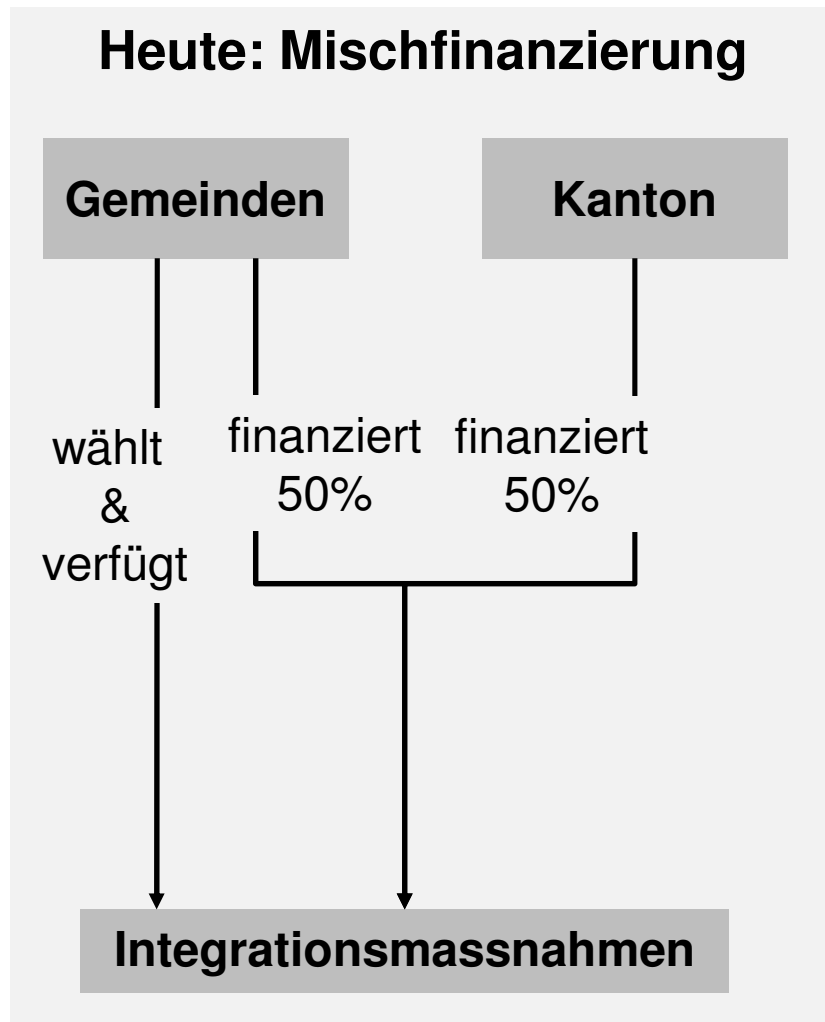 Heute: Mischfinanzierung
Gemeinden
Kanton
wählt
&
verfügt
finanziert
50%
finanziert
50%
Integrationsmassnahmen